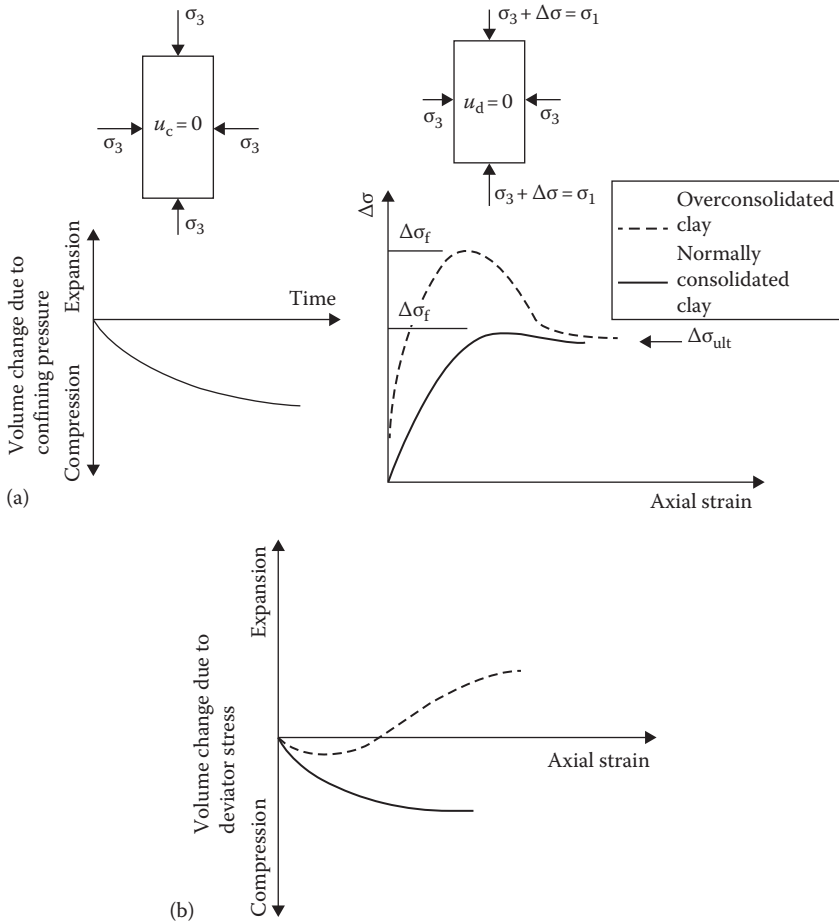 σ3
σ3
uc = 0
σ3
σ3
σ3 + Δσ = σ1
σ3
ud = 0
σ3
σ3 + Δσ = σ1
Volume change due to
confining pressure
Expansion
Compression
Time
(a)
Δσ
Δσf
Δσf
Δσult
Axial strain
Overconsolidated
clay
Normally
consolidated
clay
Volume change due to
deviator stress
Expansion
Compression
Axial strain
(b)